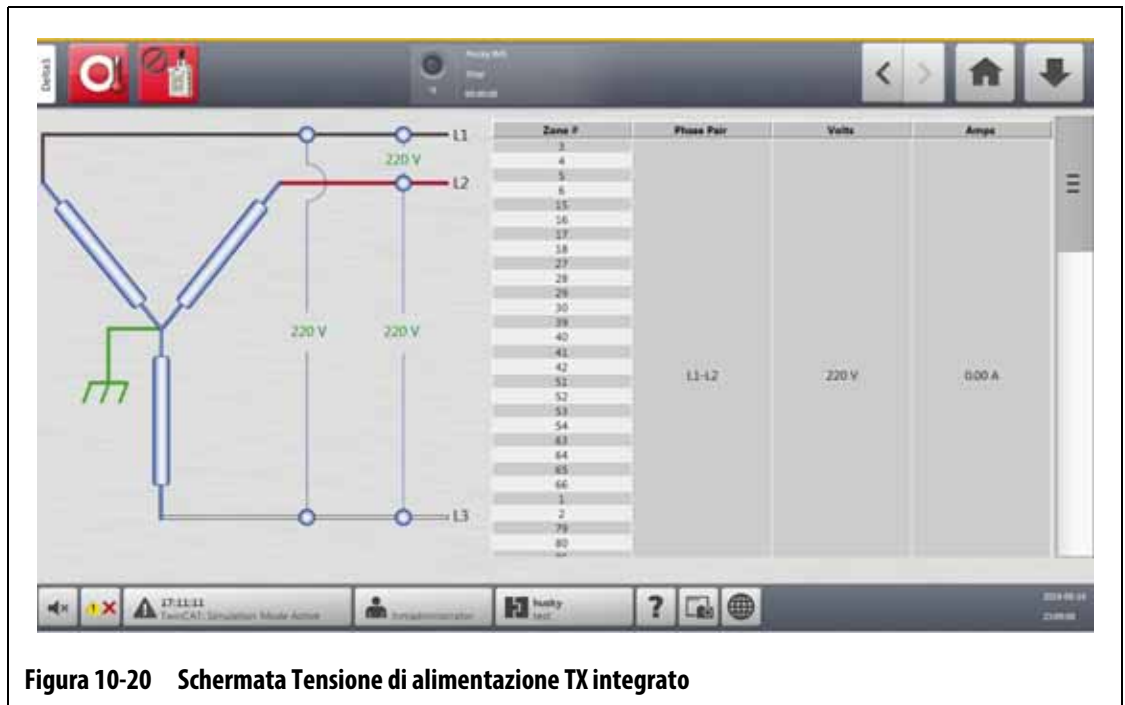 Delta3
L1
220 V
L2
220 V
220 V
L3
Zone #
Phase Pair
Volts
Amps
3
4
5
6
15
16
17
18
27
28
29
30
39
40
41
42
51
52
53
54
63
64
65
66
1
2
79
80
L1-L2
220 V
0.00 A
17:11:11
TwinCAT: Simulation Mode Active
husky
test
?
Figura 10-20 Schermata Tensione di alimentazione TX integrato